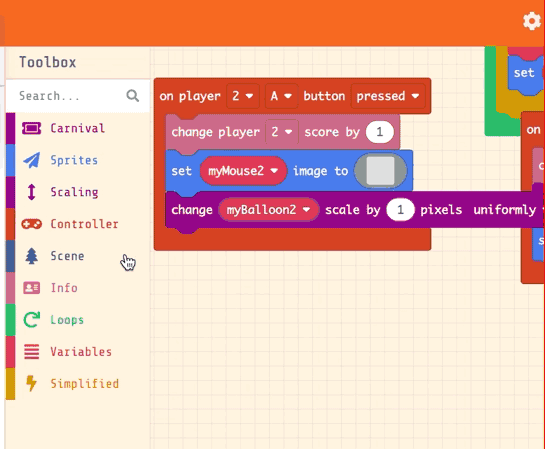 Toolbox
Search...
Carnival
Sprites
Scaling
Controller
Scene
Info
Loops
Variables
Simplified
on player 2 A button pressed
change player 2 score by 1
set myMouse2 image to
change myBalloon2 scale by 1 pixels uniformly
set
on